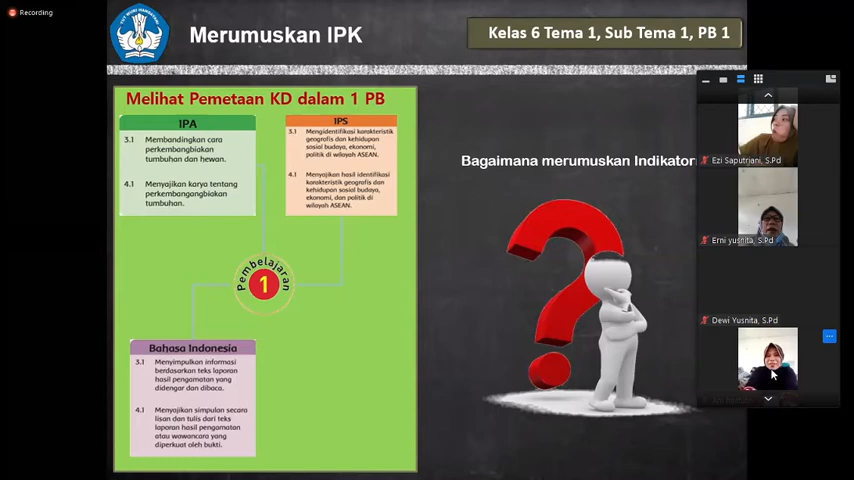 Recording
TUT WURI HANDAYANI
Merumuskan IPK
Kelas 6 Tema 1, Sub Tema 1, PB 1
Melihat Pemetaan KD dalam 1 PB
IPA
3.1 Membandingkan cara
perkembangbiakan
tumbuhan dan hewan.
4.1 Menyajikan karya tentang
perkembangangbiakan
tumbuhan.
IPS
3.1 Mengidentifikasi karakteristik
geografis dan kehidupan
sosial budaya, ekonomi,
politik di wilayah ASEAN.
4.1 Menyajikan hasil identifikasi
karakteristik geografis dan
kehidupan sosial budaya,
ekonomi, dan politik di
wilayah ASEAN.
Pembelajaran
1
Bahasa Indonesia
3.1 Menyimpulkan informasi
berdasarkan teks laporan
hasil pengamatan yang
didengar dan dibaca.
4.1 Menyajikan simpulan secara
lisan dan tulis dari teks
laporan hasil pengamatan
atau wawancara yang
diperkuat oleh bukti.
Bagaimana merumuskan Indikator
Ezi Saputriani, S.Pd
Erni yusnita, S.Pd
Dewi Yusnita, S.Pd